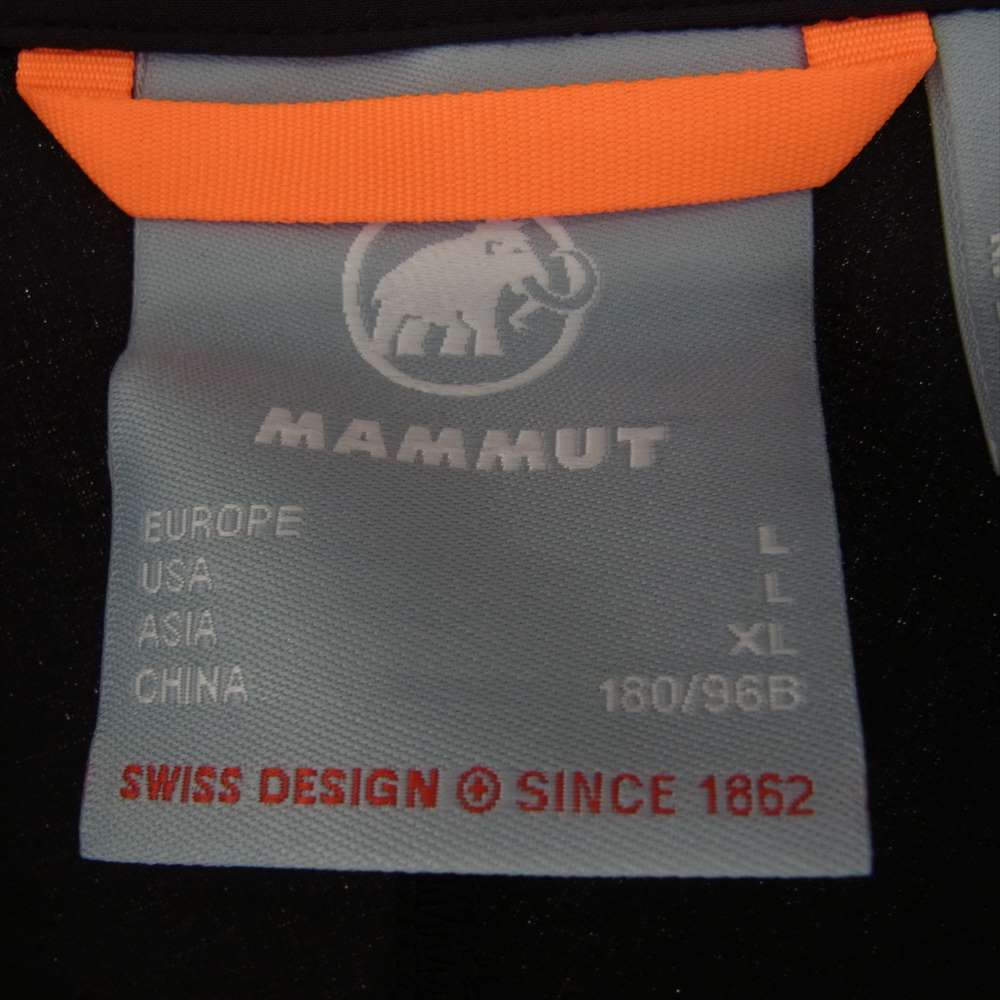 MAMMUT
EUROPE L
USA L
ASIA XL
CHINA 180/96B
SWISS DESIGN SINCE 1862